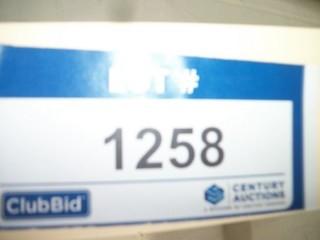 LOT #
1258
ClubBid
CENTURY
AUCTIONS